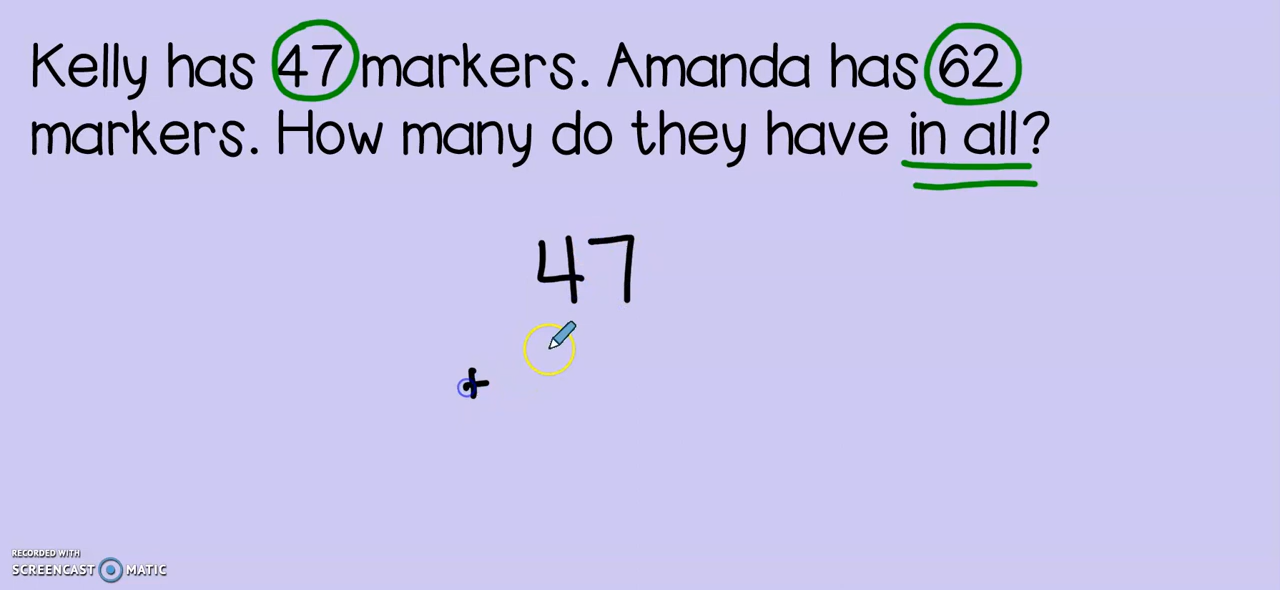 Kelly has 47 markers. Amanda has 62
markers. How many do they have in all?
47
+
RECORDED WITH
SCREENCAST MATIC